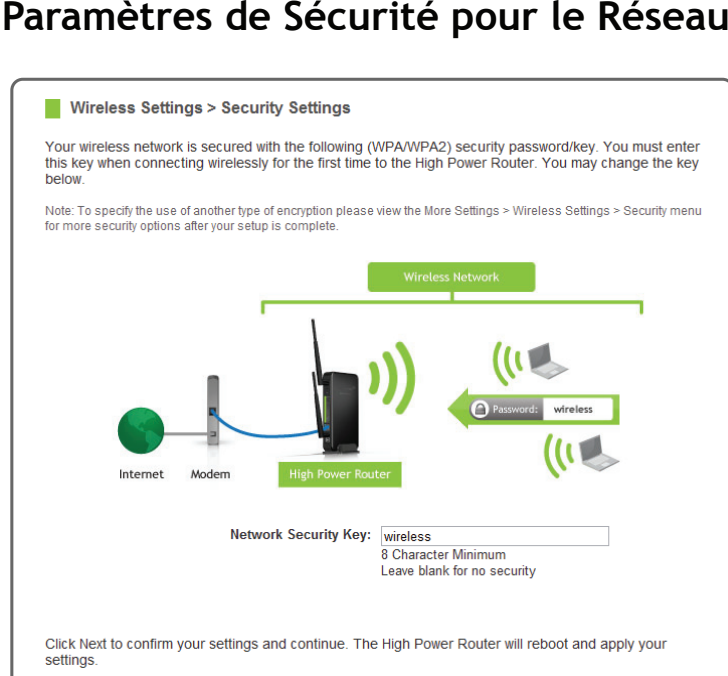 Paramètres de Sécurité pour le Réseau
Wireless Settings > Security Settings
Your wireless network is secured with the following (WPA/WPA2) security password/key. You must enter
this key when connecting wirelessly for the first time to the High Power Router. You may change the key
below.
Note: To specify the use of another type of encryption please view the More Settings > Wireless Settings > Security menu
for more security options after your setup is complete.
Wireless Network
Password: wireless
Internet Modem High Power Router
Network Security Key: wireless
8 Character Minimum
Leave blank for no security
Click Next to confirm your settings and continue. The High Power Router will reboot and apply your
settings.